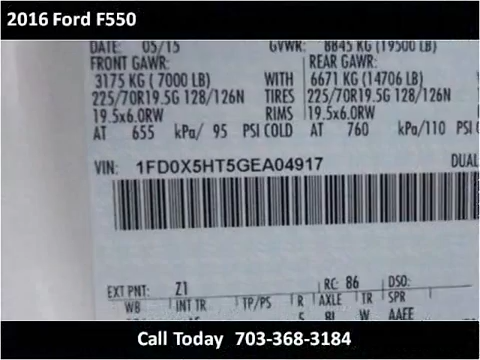 2016 Ford F550
DATE: 05/15 GVWR: 8845 KG (19500 LB)
FRONT GAWR: REAR GAWR:
3175 KG ( 7000 LB) WITH 6671 KG (14706 LB)
225/70R19.5G 128/126N TIRES 225/70R19.5G 128/126N
19.5x6.0RW RIMS 19.5x6.0RW
AT 655 kPa/ 95 PSI COLD AT 760 kPa/110 PSI
VIN: 1FD0X5HT5GEA04917 DUAL
EXT PNT: Z1 RC: 86 DSO:
WB INT TR TP/PS R AXLE TR SPR
W AAEE
Call Today 703-368-3184